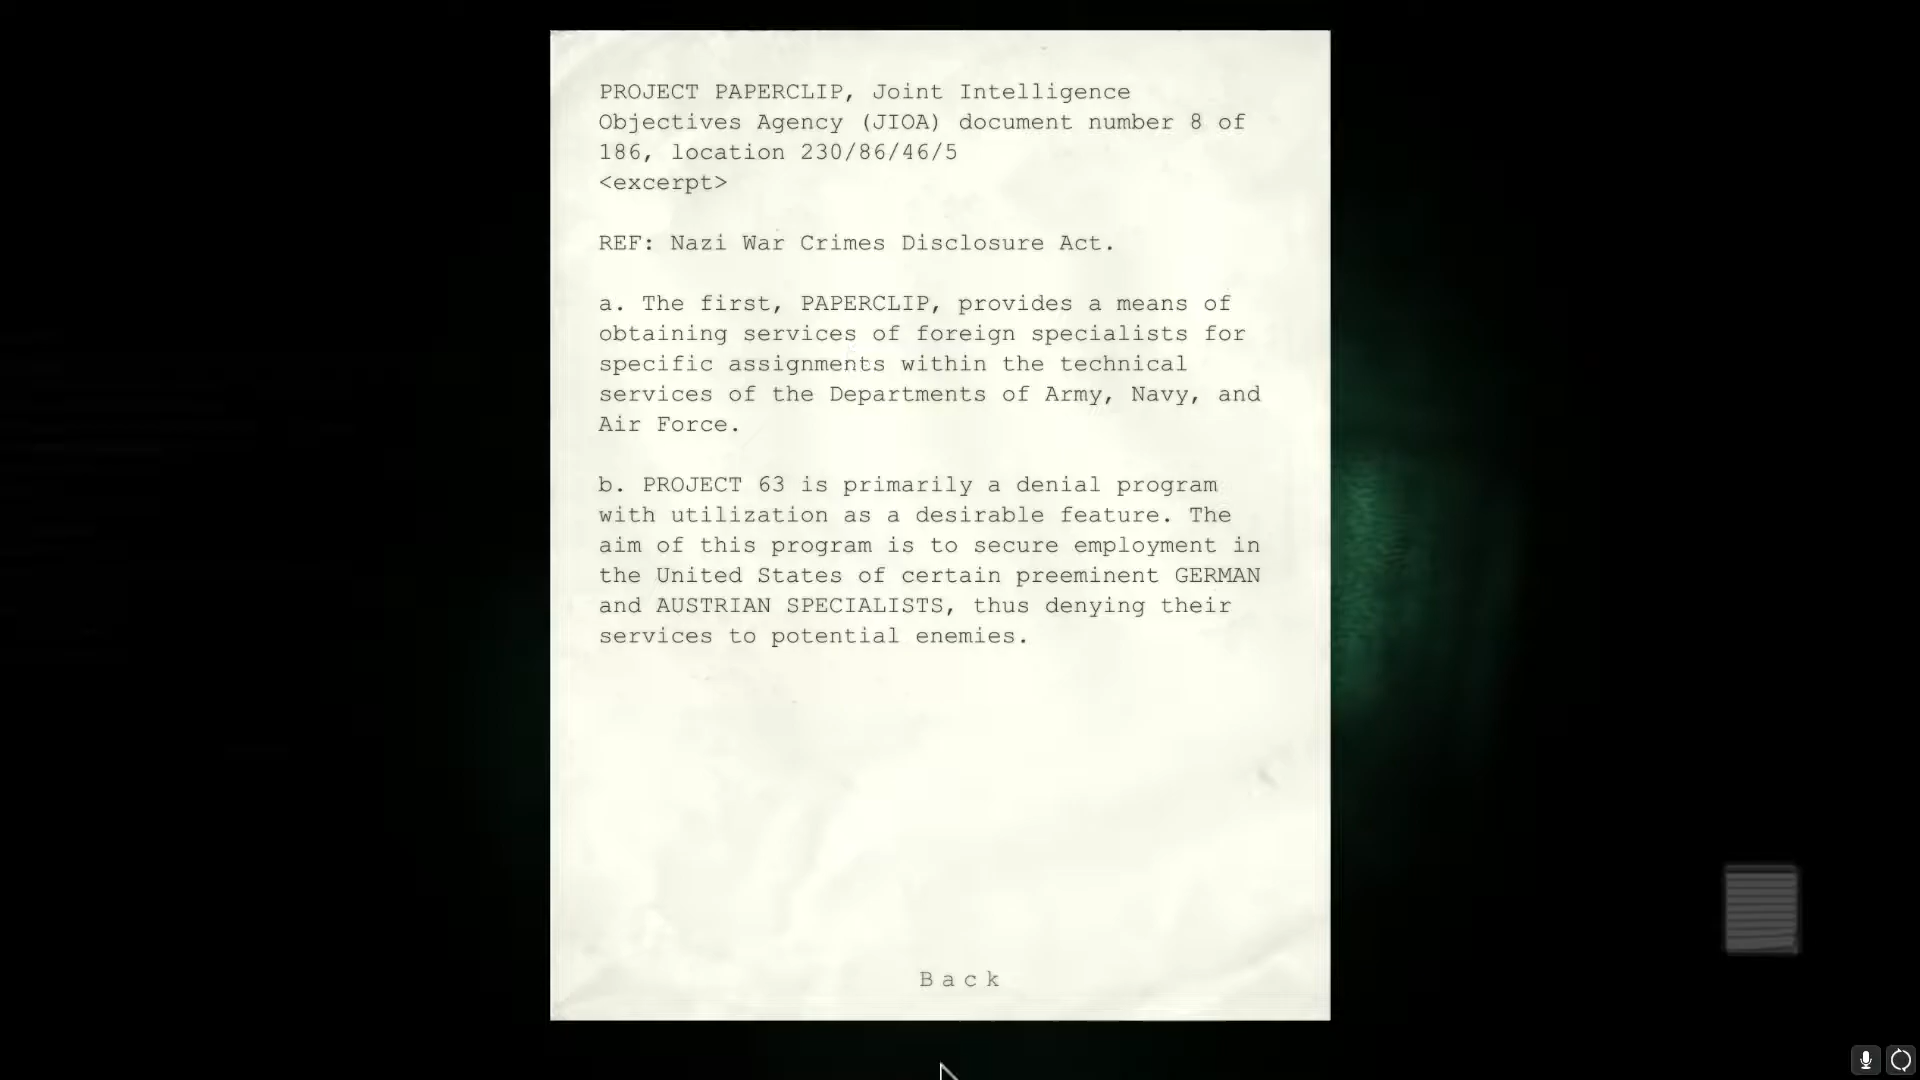 PROJECT PAPERCLIP, Joint Intelligence
Objectives Agency (JIOA) document number 8 of
186, location 230/86/46/5
<excerpt>
REF: Nazi War Crimes Disclosure Act.
a. The first, PAPERCLIP, provides a means of
obtaining services of foreign specialists for
specific assignments within the technical
services of the Departments of Army, Navy, and
Air Force.
b. PROJECT 63 is primarily a denial program
with utilization as a desirable feature. The
aim of this program is to secure employment in
the United States of certain preeminent GERMAN
and AUSTRIAN SPECIALISTS, thus denying their
services to potential enemies.
Back